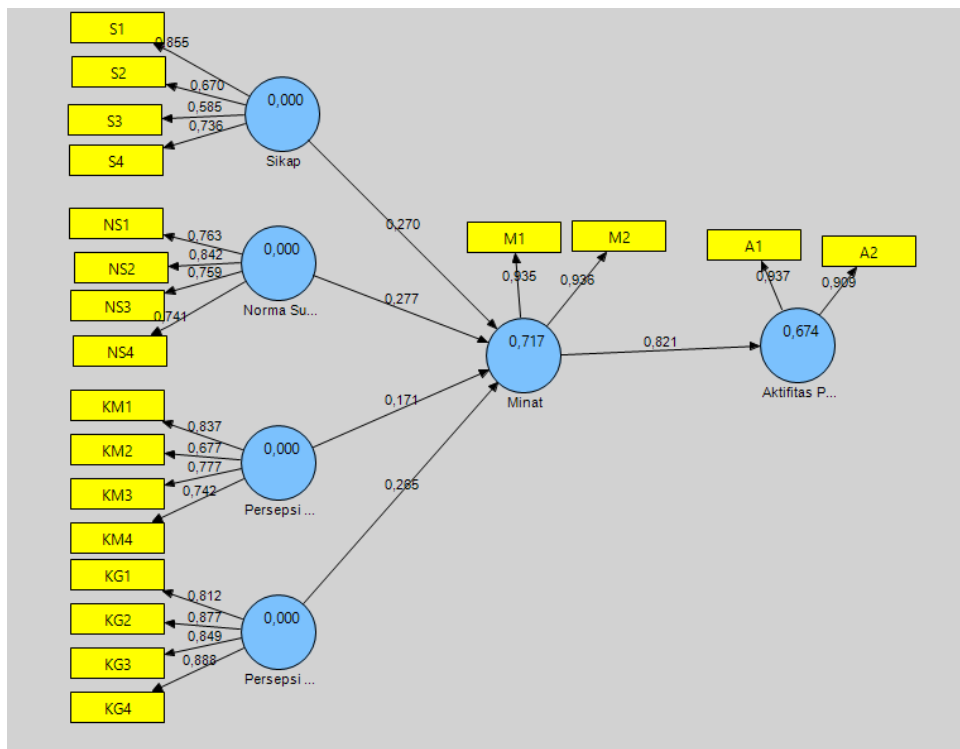 S1
0,855
S2
0,670
S3
0,585
S4
0,736
0,000
Sikap
0,270
NS1
0,763
NS2
0,842
NS3
0,759
NS4
0,741
0,000
Norma Su...
0,277
KM1
0,837
KM2
0,677
KM3
0,777
KM4
0,742
0,000
Persepsi ...
0,171
KG1
0,812
KG2
0,877
KG3
0,849
KG4
0,888
0,000
Persepsi ...
0,265
M1
0,935
M2
0,936
0,717
Minat
0,821
A1
0,937
A2
0,909
0,674
Aktifitas P...